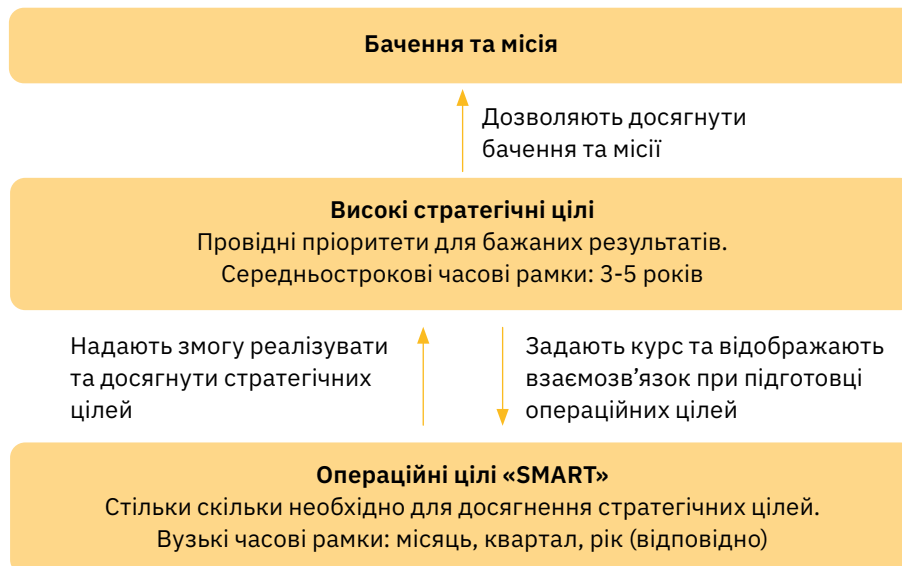 Бачення та місія
Дозволяють досягнути
бачення та місії
Високі стратегічні цілі
Провідні пріоритети для бажаних результатів.
Середньострокові часові рамки: 3-5 років
Надають змогу реалізувати
та досягнути стратегічних
цілей
Задають курс та відображають
взаємозв’язок при підготовці
операційних цілей
Операційні цілі «SMART»
Стільки скільки необхідно для досягнення стратегічних цілей.
Вузькі часові рамки: місяць, квартал, рік (відповідно)